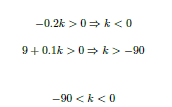 −0.2k > 0 ⇒ k < 0
9 + 0.1k > 0 ⇒ k > −90
−90 < k < 0